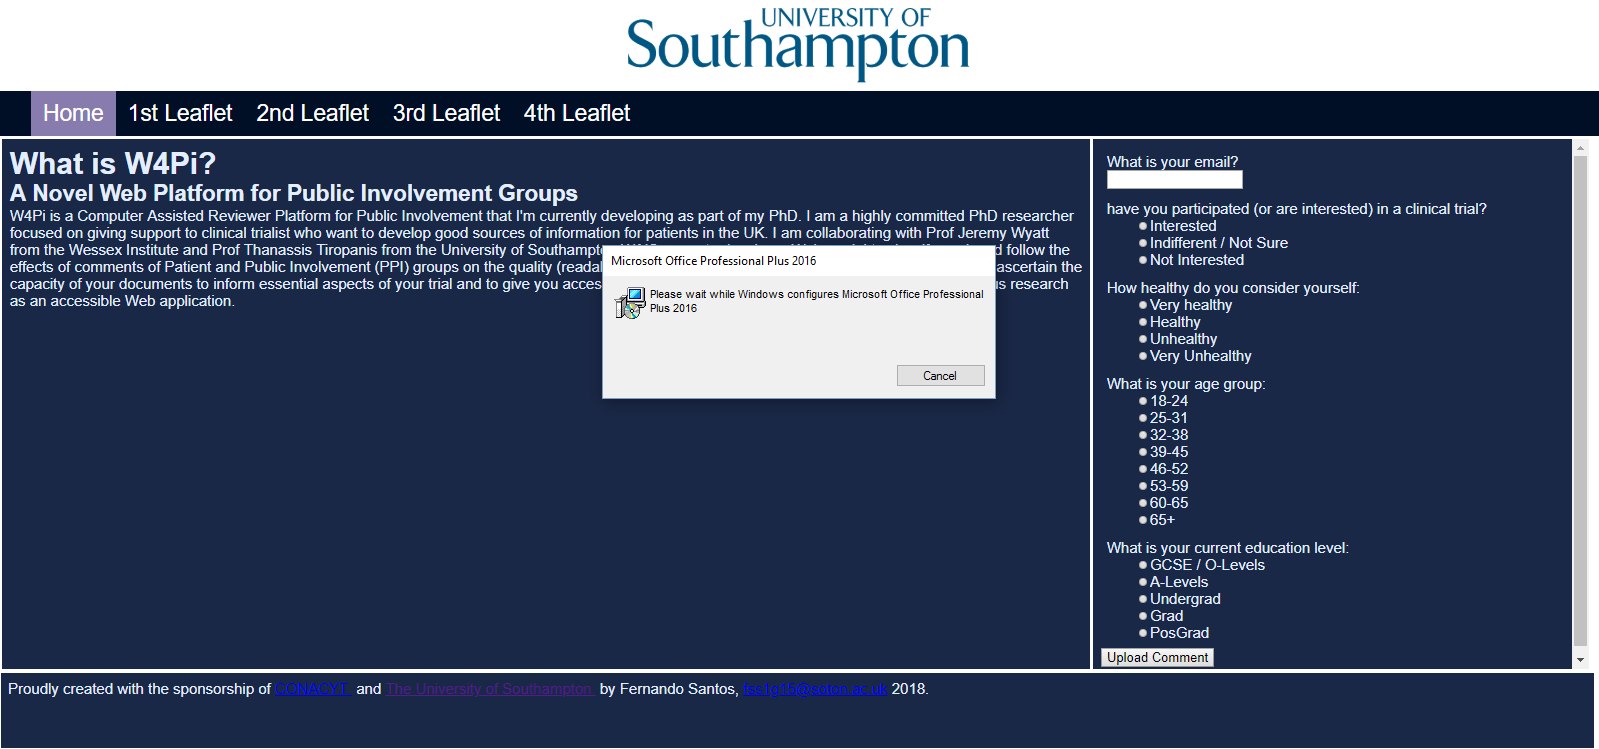 UNIVERSITY OF
Southampton
Home 1st Leaflet 2nd Leaflet 3rd Leaflet 4th Leaflet
What is W4Pi?
A Novel Web Platform for Public Involvement Groups
W4Pi is a Computer Assisted Reviewer Platform for Public Involvement that I'm currently developing as part of my PhD. I am a highly committed PhD researcher
focused on giving support to clinical trialist who want to develop good sources of information for patients in the UK. I am collaborating with Prof Jeremy Wyatt
from the Wessex Institute and Prof Thanassis Tiropanis from the University of
follow the
effects of comments of Patient and Public Involvement (PPI) groups on the quality
ascertain the
capacity of your documents to inform essential aspects of your trial and to give you
research
as an accessible Web application.
Microsoft Office Professional Plus 2016
Please wait while Windows configures Microsoft Office Professional
Plus 2016
Cancel
What is your email?
have you participated (or are interested) in a clinical trial?
Interested
Indifferent / Not Sure
Not Interested
How healthy do you consider yourself:
Very healthy
Healthy
Unhealthy
Very Unhealthy
What is your age group:
18-24
25-31
32-38
39-45
46-52
53-59
60-65
65+
What is your current education level:
GCSE / O-Levels
A-Levels
Undergrad
Grad
PosGrad
Upload Comment
Proudly created with the sponsorship of CONACYT and The University of Southampton by Fernando Santos, 2018.